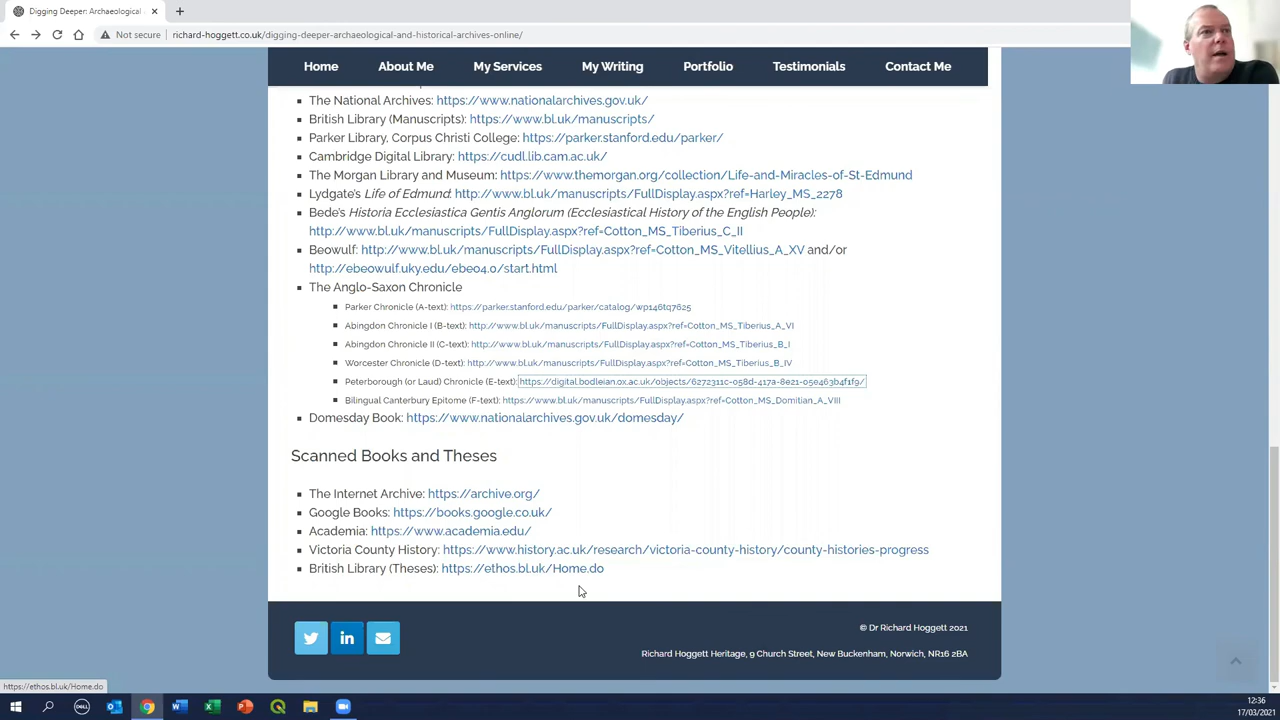 Digging Deeper: Archaeological
Not secure
richard-hoggett.co.uk/digging-deeper-archaeological-and-historical-archives-online/
Home
About Me
My Services
My Writing
Portfolio
Testimonials
Contact Me
The National Archives: https://www.nationalarchives.gov.uk/
British Library (Manuscripts): https://www.bl.uk/manuscripts/
Parker Library, Corpus Christi College: https://parker.stanford.edu/parker/
Cambridge Digital Library: https://cudl.lib.cam.ac.uk/
The Morgan Library and Museum: https://www.themorgan.org/collection/Life-and-Miracles-of-St-Edmund
Lydgate's Life of Edmund: http://www.bl.uk/manuscripts/FullDisplay.aspx?ref=Harley_MS_2278
Bede's Historia Ecclesiastica Gentis Anglorum (Ecclesiastical History of the English People):
http://www.bl.uk/manuscripts/FullDisplay.aspx?ref=Cotton_MS_Tiberius_C_II
Beowulf: http://www.bl.uk/manuscripts/FullDisplay.aspx?ref=Cotton_MS_Vitellius_A_XV and/or
http://ebeowulf.uky.edu/ebeo4.0/start.html
The Anglo-Saxon Chronicle
Parker Chronicle (A-text): https://parker.stanford.edu/parker/catalog/wp146tq7625
Abingdon Chronicle I (B-text): http://www.bl.uk/manuscripts/FullDisplay.aspx?ref=Cotton_MS_Tiberius_A_VI
Abingdon Chronicle II (C-text): http://www.bl.uk/manuscripts/FullDisplay.aspx?ref=Cotton_MS_Tiberius_B_I
Worcester Chronicle (D-text): http://www.bl.uk/manuscripts/FullDisplay.aspx?ref=Cotton_MS_Tiberius_B_IV
Peterborough (or Laud) Chronicle (E-text): https://digital.bodleian.ox.ac.uk/objects/6272311c-058d-417a-8e21-05e463b4f1f9/
Bilingual Canterbury Epitome (F-text): https://www.bl.uk/manuscripts/FullDisplay.aspx?ref=Cotton_MS_Domitian_A_VIII
Domesday Book: https://www.nationalarchives.gov.uk/domesday/
Scanned Books and Theses
The Internet Archive: https://archive.org/
Google Books: https://books.google.co.uk/
Academia: https://www.academia.edu/
Victoria County History: https://www.history.ac.uk/research/victoria-county-history/county-histories-progress
British Library (Theses): https://ethos.bl.uk/Home.do
© Dr Richard Hoggett 2021
Richard Hoggett Heritage, 9 Church Street, New Buckenham, Norwich, NR16 2BA
https://ethos.bl.uk/Home.do
12:36
17/03/2021